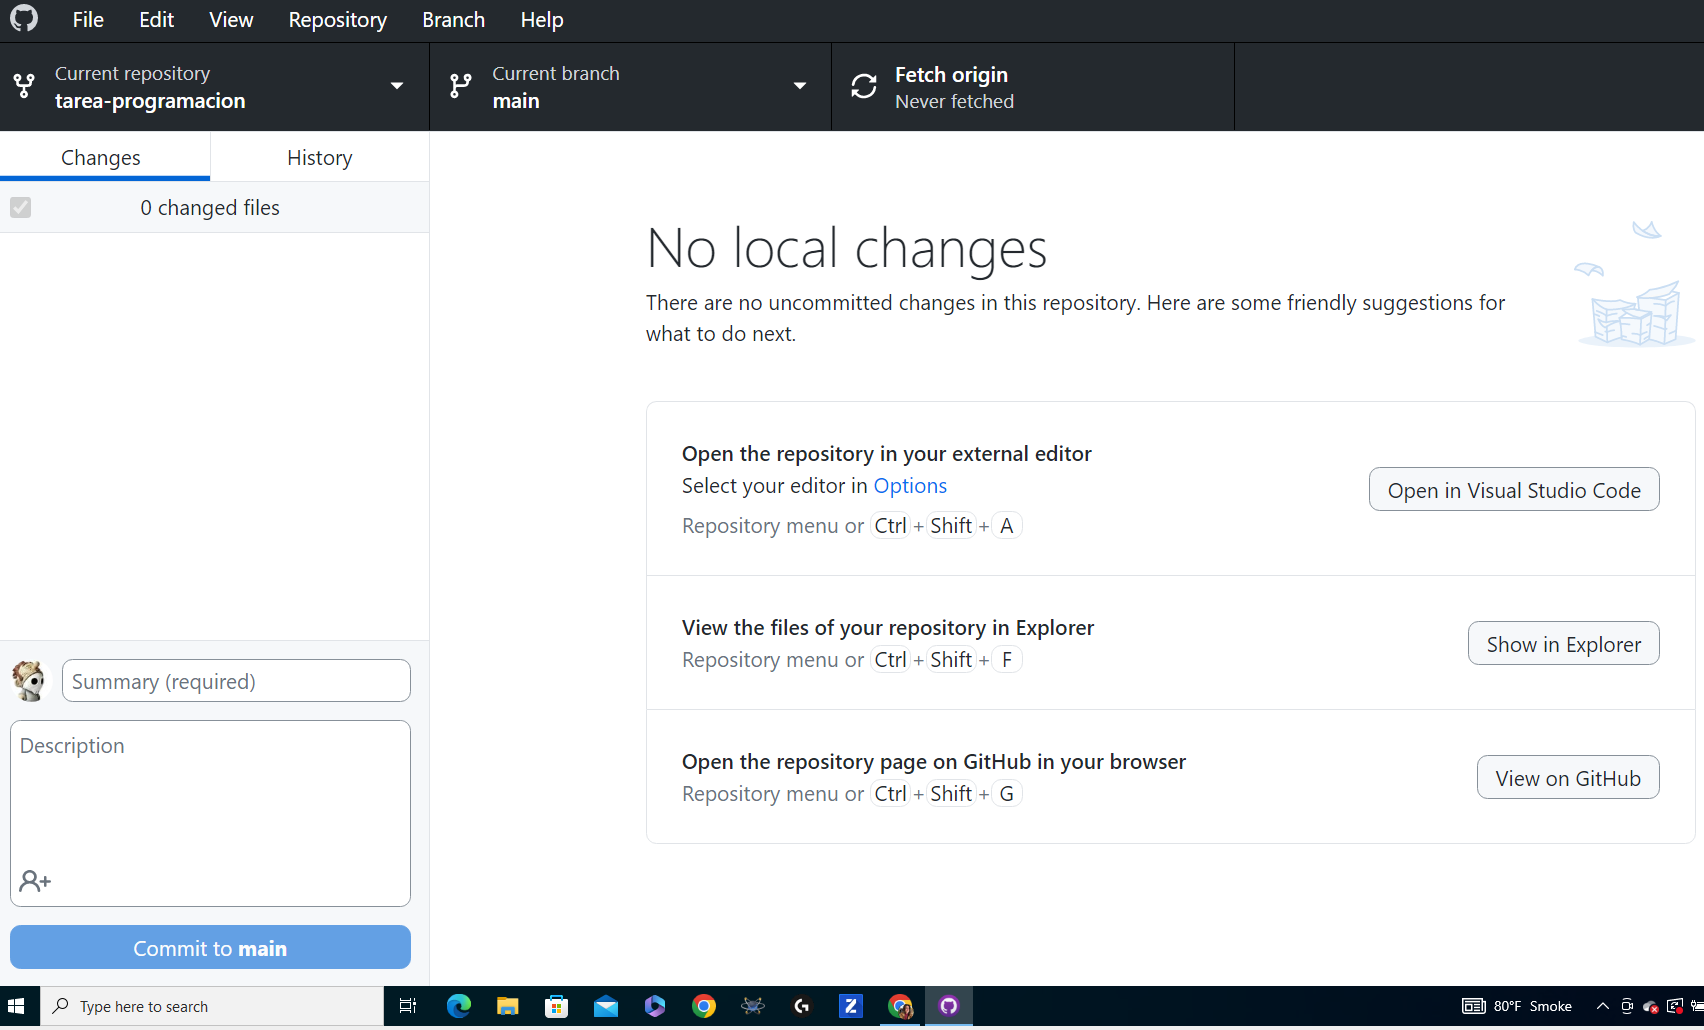 File Edit View Repository Branch Help
Current repository
tarea-programacion
Current branch
main
Fetch origin
Never fetched
Changes
History
0 changed files
No local changes
There are no uncommitted changes in this repository. Here are some friendly suggestions for
what to do next.
Open the repository in your external editor
Select your editor in Options
Repository menu or Ctrl + Shift + A
Open in Visual Studio Code
View the files of your repository in Explorer
Repository menu or Ctrl + Shift + F
Show in Explorer
Open the repository page on GitHub in your browser
Repository menu or Ctrl + Shift + G
View on GitHub
Summary (required)
Description
Commit to main
Type here to search
80°F Smoke